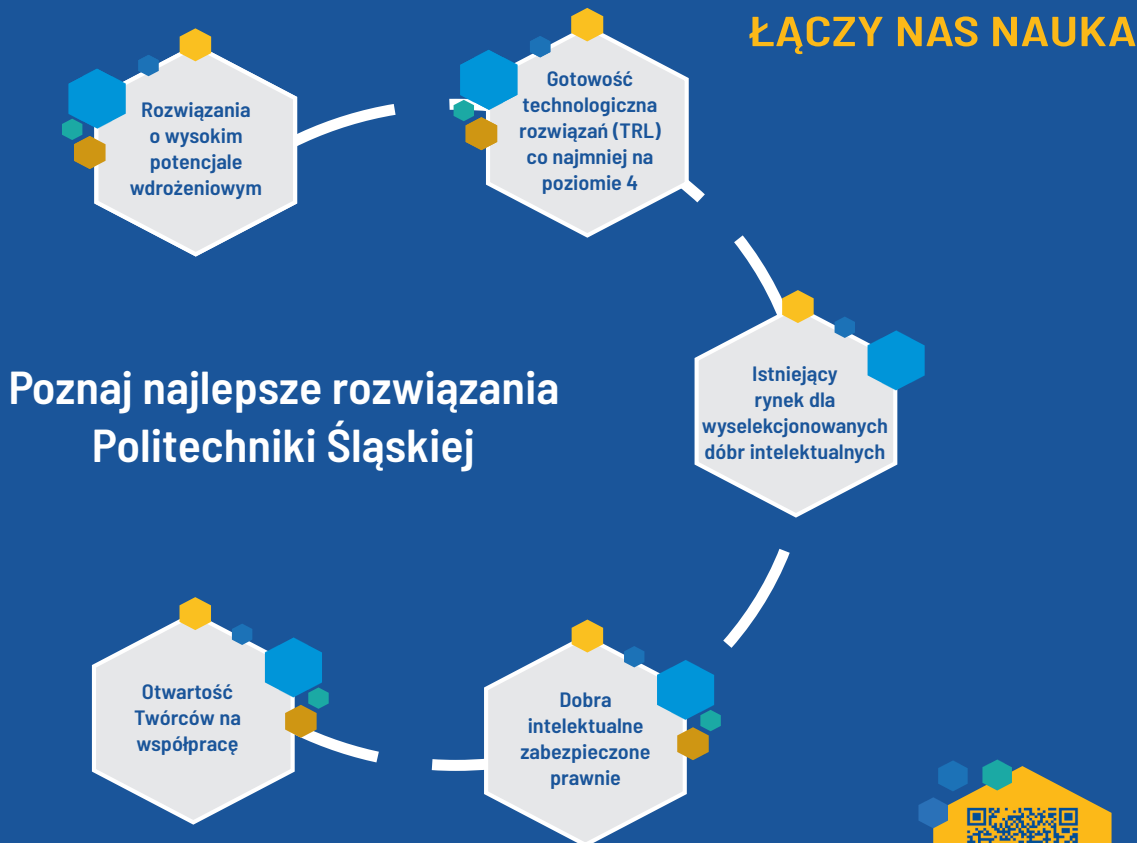 ŁĄCZY NAS NAUKA
Rozwiązania
o wysokim
potencjale
wdrożeniowym
Gotowość
technologiczna
rozwiązań (TRL)
co najmniej na
poziomie 4
Istniejący
rynek dla
wyselekcjonowanych
dóbr intelektualnych
Poznaj najlepsze rozwiązania
Politechniki Śląskiej
Otwartość
Twórców na
współpracę
Dobra
intelektualne
zabezpieczone
prawnie